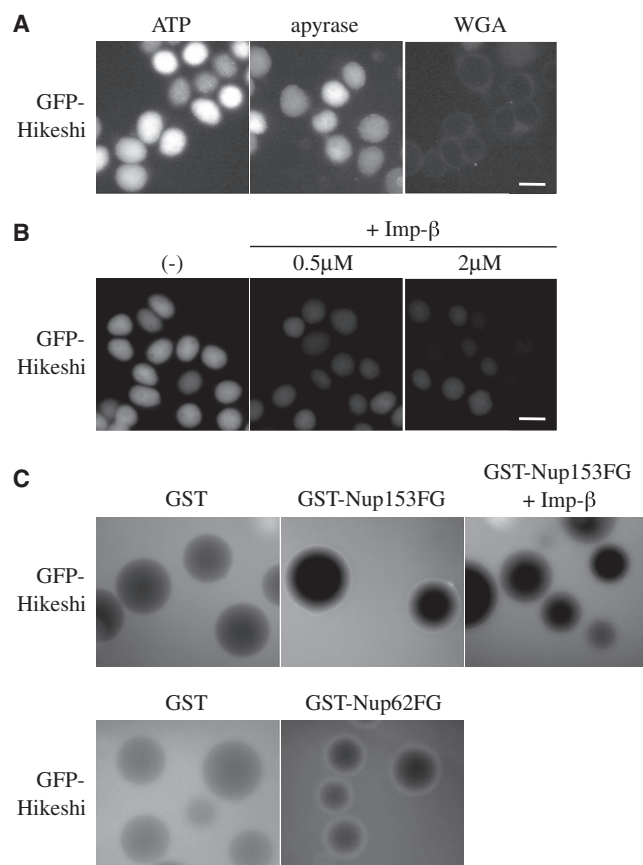 A
ATP apyrase WGA
GFP-
Hikeshi
B
+ Imp-β
(-) 0.5μM 2μM
GFP-
Hikeshi
C
GST GST-Nup153FG GST-Nup153FG
+ Imp-β
GFP-
Hikeshi
GST GST-Nup62FG
GFP-
Hikeshi